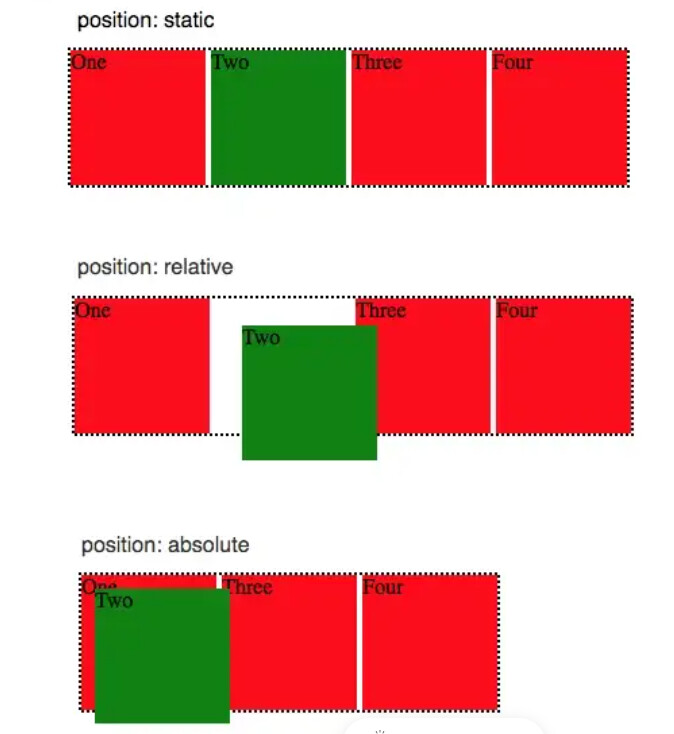 position: static
One Two Three Four
position: relative
One Three Four
Two
position: absolute
One Three Four
Two